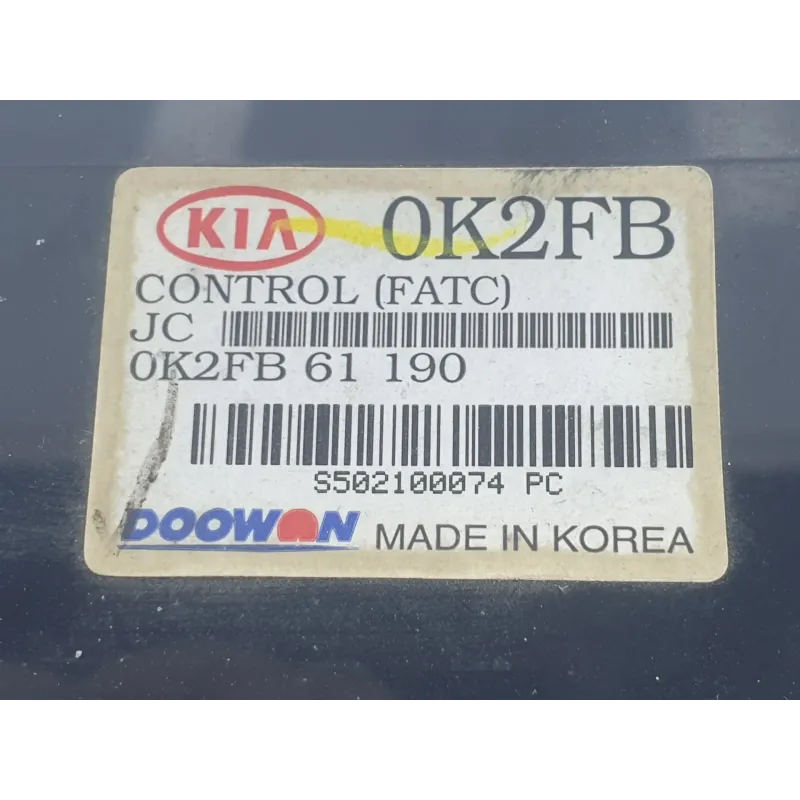 KIA 0K2FB
CONTROL (FATC)
JC
0K2FB 61 190
S502100074 PC
DOOWON MADE IN KOREA